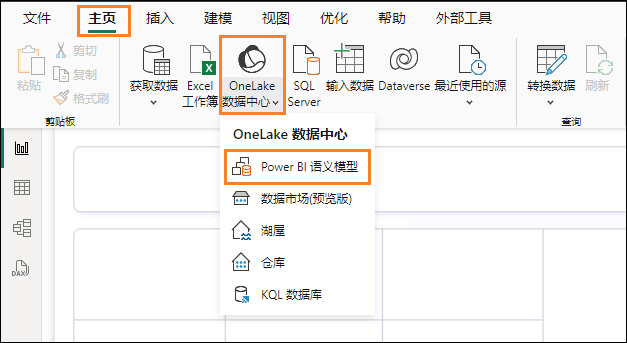 文件 主页 插入 建模 视图 优化 帮助 外部工具
粘贴
剪切
复制
格式刷
剪贴板
获取数据
Excel
工作簿
OneLake
数据中心
SQL
Server
输入数据
Dataverse
最近使用的源
转换数据
刷新
查询
OneLake 数据中心
Power BI 语义模型
数据市场(预览版)
湖屋
仓库
KQL 数据库
DAX